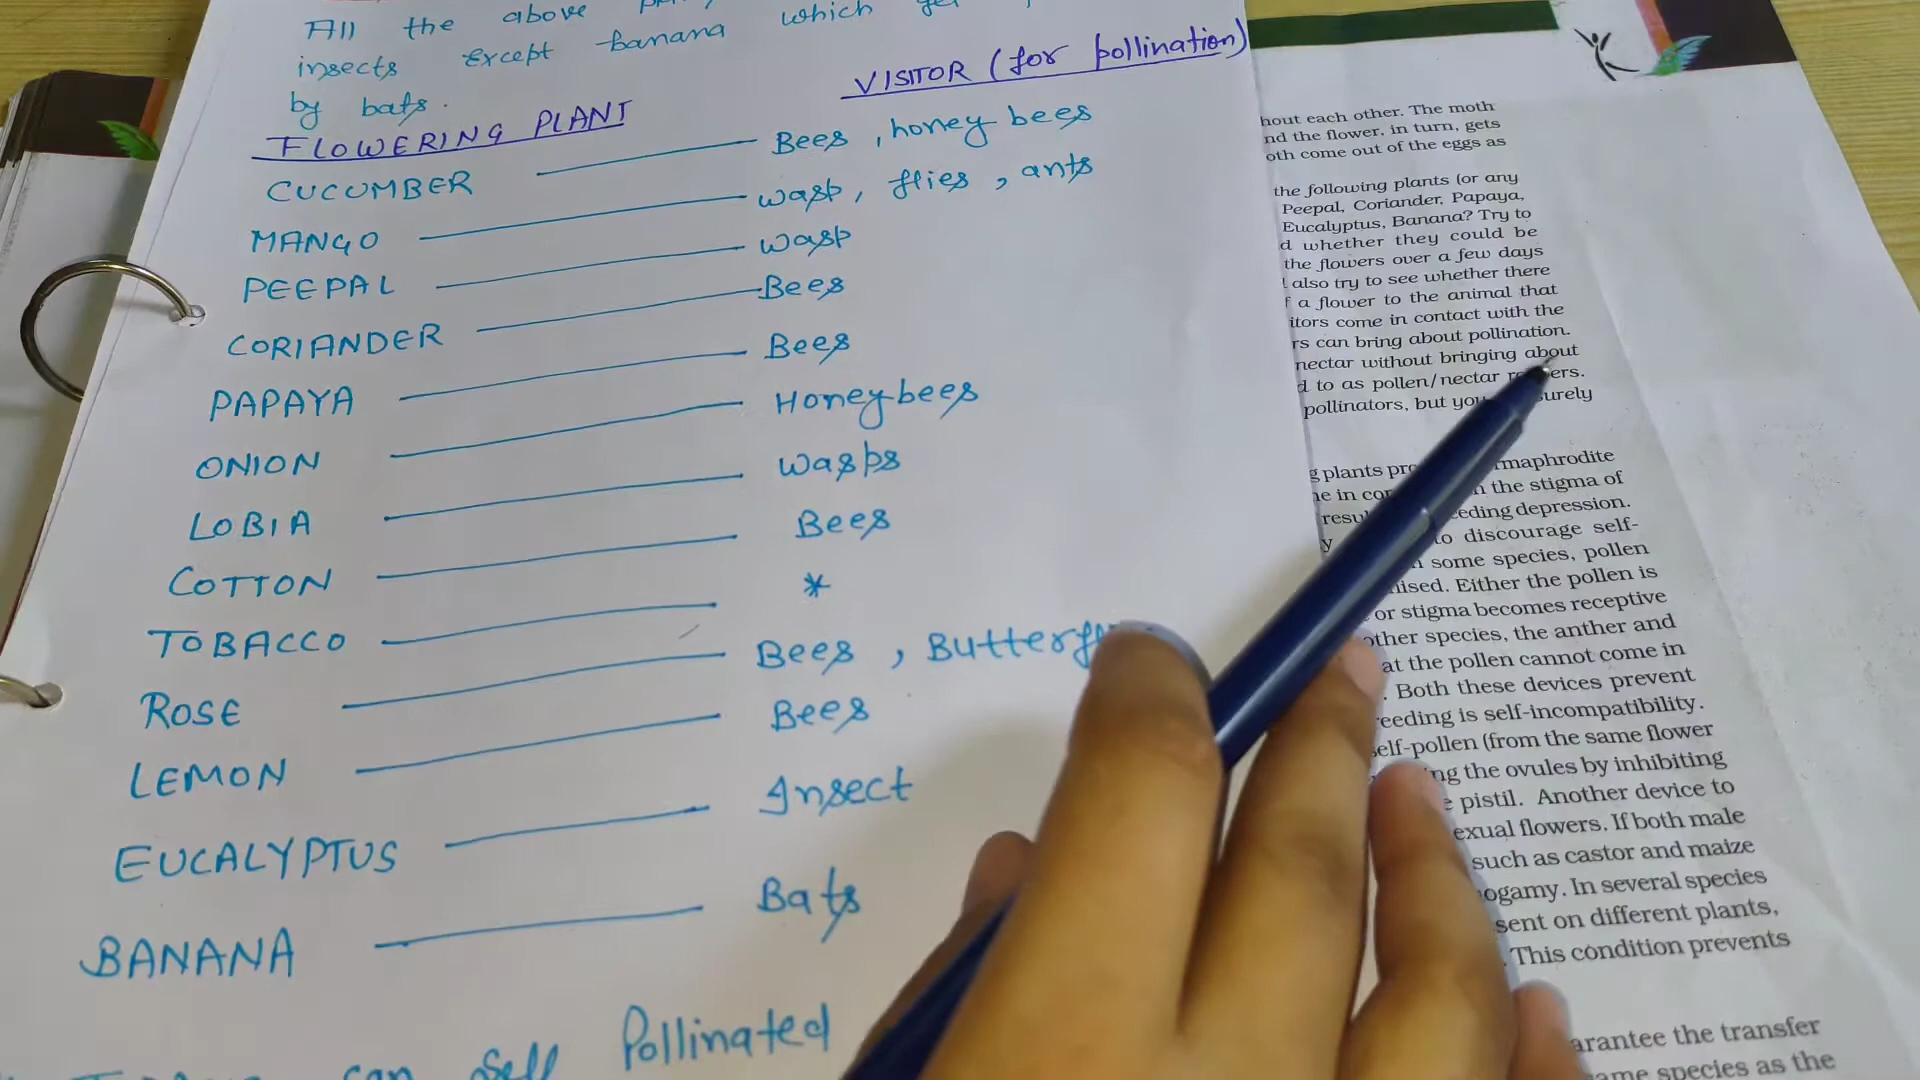 All the above
insects except banana which
by bats.
FLOWERING PLANT VISITOR (for pollination)
CUCUMBER Bees, honey bees
MANGO wasp, flies, ants
PEEPAL wasp
CORIANDER Bees
PAPAYA Bees
ONION Honeybees
LOBIA wasps
COTTON Bees
TOBACCO *
ROSE Bees,
LEMON Bees
EUCALYPTUS Insect
BANANA Bats
can self Pollinated
hout each other. The moth
nd the flower, in turn, gets
oth come out of the eggs as
the following plants (or any
Peepal, Coriander, Papaya,
Eucalyptus, Banana? Try to
d whether they could be
the flowers over a few days
also try to see whether there
f a flower to the animal that
itors come in contact with the
rs can bring about pollination.
nectar without bringing about
d to as pollen/nectar
pollinators, but you surely
g plants
in the stigma of
eding depression.
to discourage self-
some species, pollen
ised. Either the pollen is
or stigma becomes receptive
other species, the anther and
at the pollen cannot come in
. Both these devices prevent
reeding is self-incompatibility.
self-pollen (from the same flower
ng the ovules by inhibiting
e pistil. Another device to
exual flowers. If both male
such as castor and maize
ogamy. In several species
sent on different plants,
. This condition prevents
arantee the transfer
ame species as the